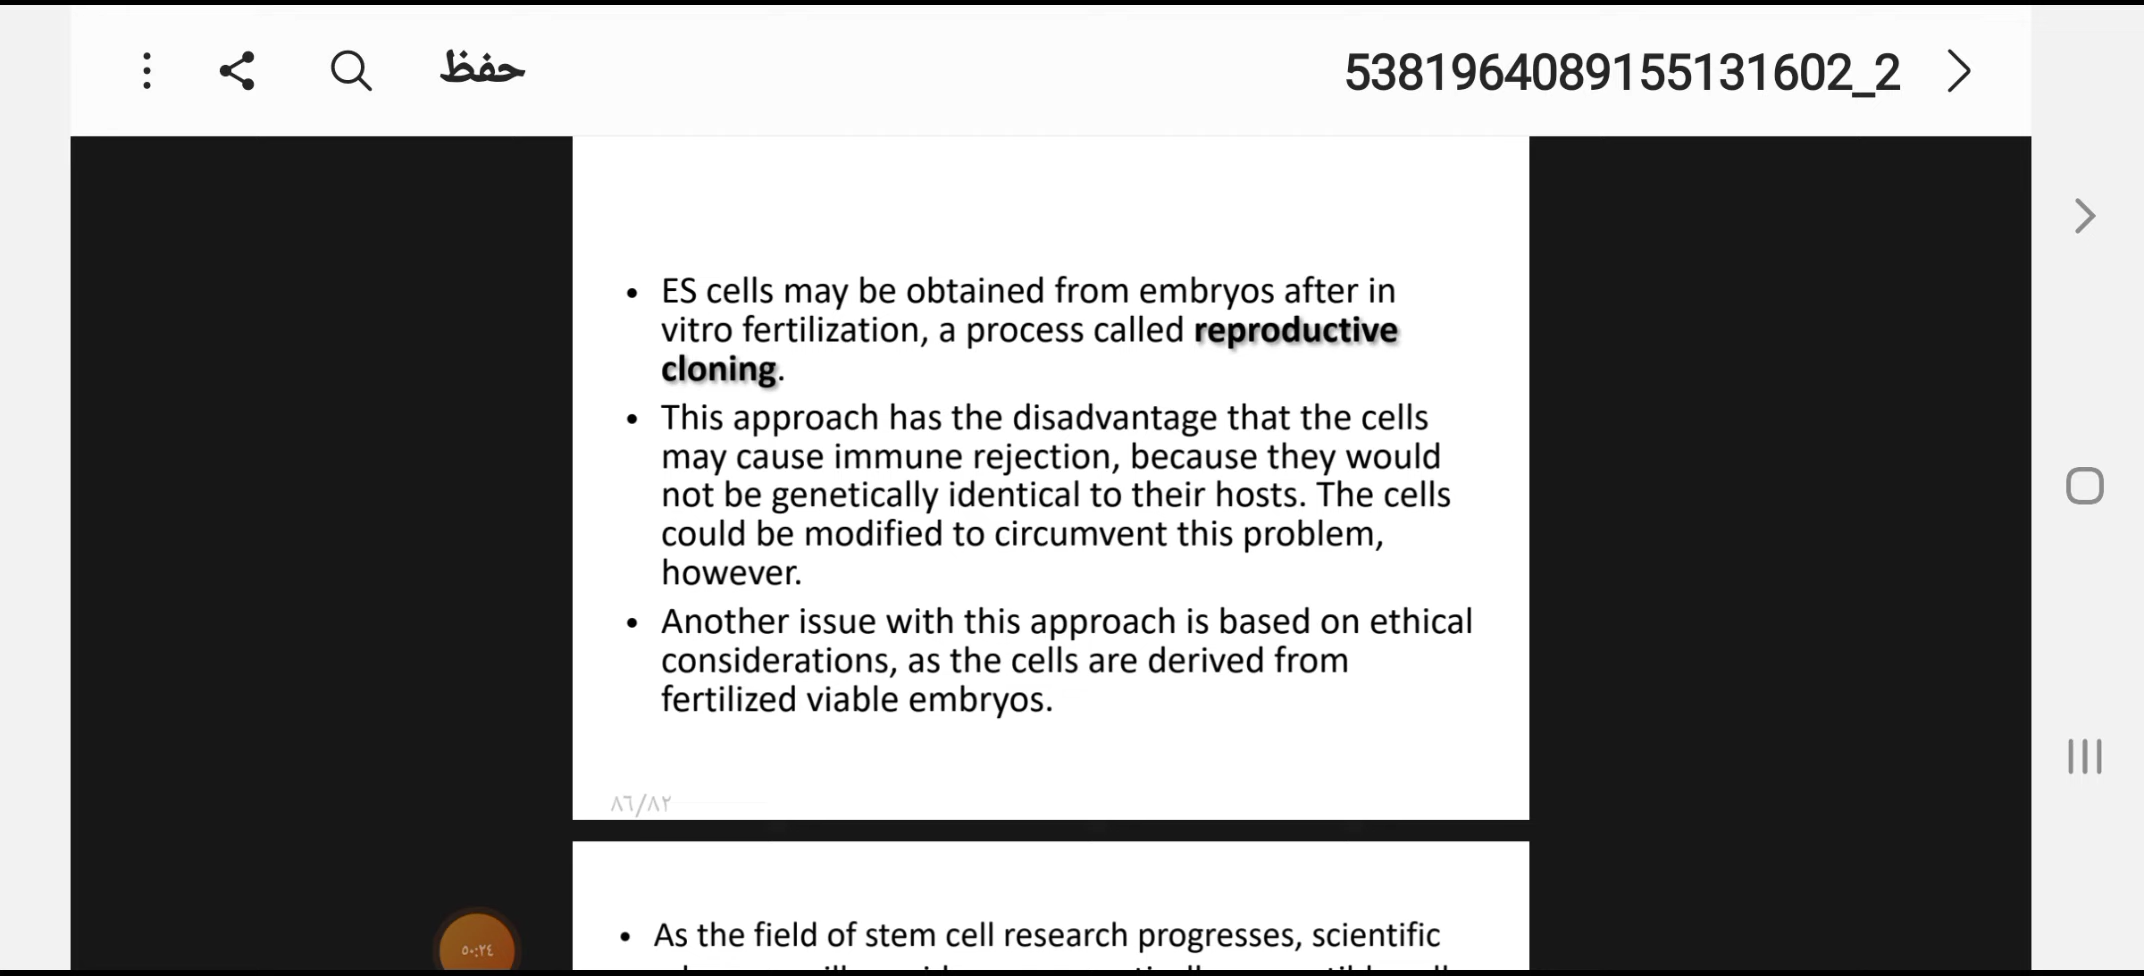 حفظ
5381964089155131602_2
• ES cells may be obtained from embryos after in
vitro fertilization, a process called reproductive
cloning.
• This approach has the disadvantage that the cells
may cause immune rejection, because they would
not be genetically identical to their hosts. The cells
could be modified to circumvent this problem,
however.
• Another issue with this approach is based on ethical
considerations, as the cells are derived from
fertilized viable embryos.
٨٦/٨٢
• As the field of stem cell research progresses, scientific
٥٠:٢٤